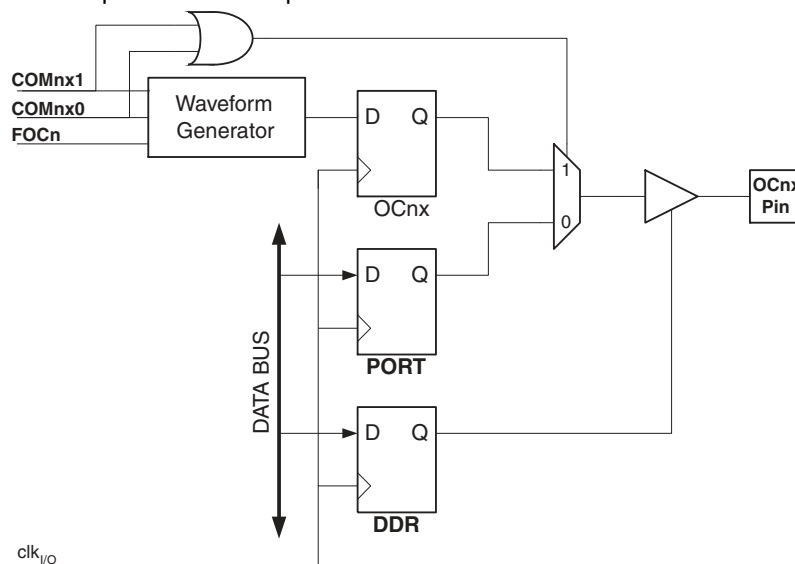 COMnx1
COMnx0
FOCn
Waveform
Generator
D Q
OCnx
1
0
OCnx
Pin
D Q
PORT
D Q
DDR
DATA BUS
clkI/O